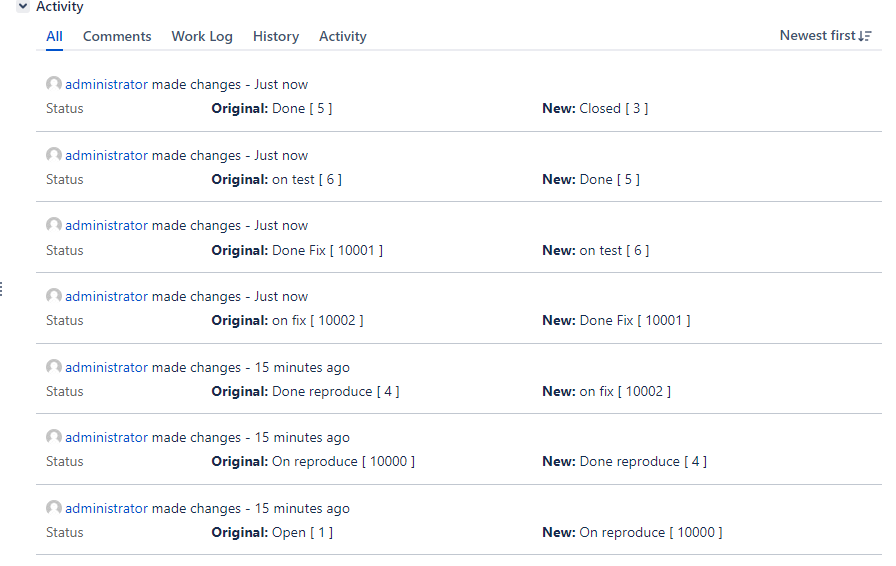 Activity
All Comments Work Log History Activity Newest first
administrator made changes - Just now
Status Original: Done [ 5 ] New: Closed [ 3 ]
administrator made changes - Just now
Status Original: on test [ 6 ] New: Done [ 5 ]
administrator made changes - Just now
Status Original: Done Fix [ 10001 ] New: on test [ 6 ]
administrator made changes - Just now
Status Original: on fix [ 10002 ] New: Done Fix [ 10001 ]
administrator made changes - 15 minutes ago
Status Original: Done reproduce [ 4 ] New: on fix [ 10002 ]
administrator made changes - 15 minutes ago
Status Original: On reproduce [ 10000 ] New: Done reproduce [ 4 ]
administrator made changes - 15 minutes ago
Status Original: Open [ 1 ] New: On reproduce [ 10000 ]